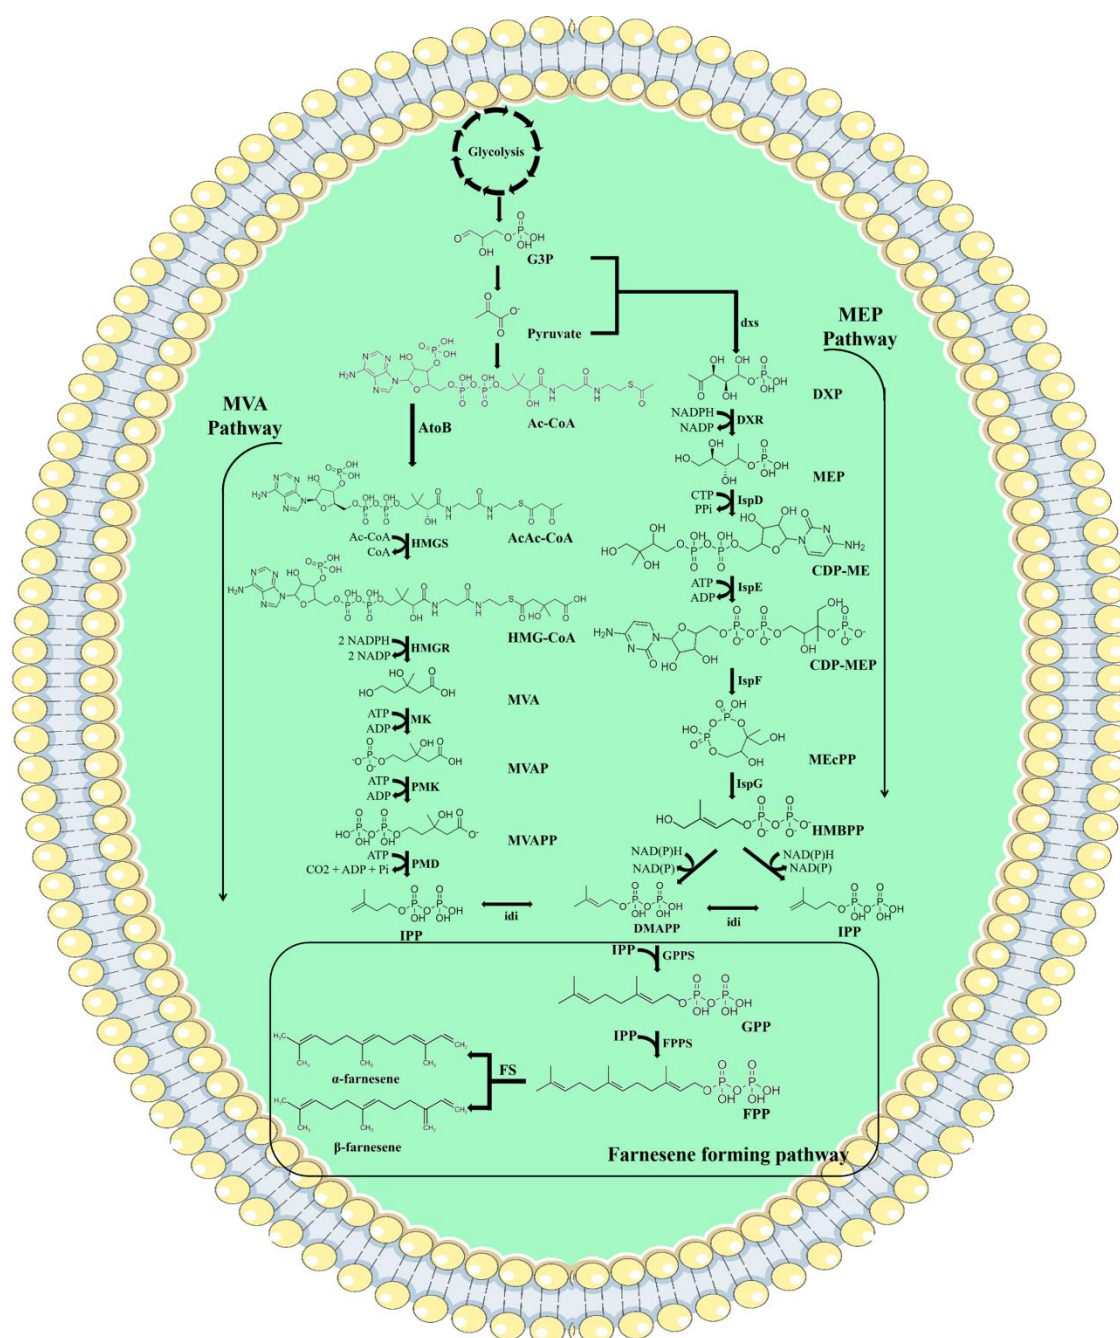 Glycolysis
G3P
Pyruvate
dxs
MEP
Pathway
DXP
Ac-CoA
MVA
Pathway
AtoB
NADPH
NADP
DXR
MEP
AcAc-CoA
CTP
PPi
IspD
CDP-ME
Ac-CoA
CoA
HMGS
HMG-CoA
ATP
ADP
IspE
CDP-MEP
2 NADPH
2 NADP
HMGR
MVA
IspF
MEcPP
ATP
ADP
MK
MVAP
IspG
HMBPP
ATP
ADP
PMK
MVAPP
NAD(P)H
NAD(P)
NAD(P)H
NAD(P)
ATP
CO2 + ADP + Pi
PMD
IPP
idi
DMAPP
idi
IPP
IPP
GPPS
GPP
IPP
FPPS
FPP
FS
α-farnesene
β-farnesene
Farnesene forming pathway